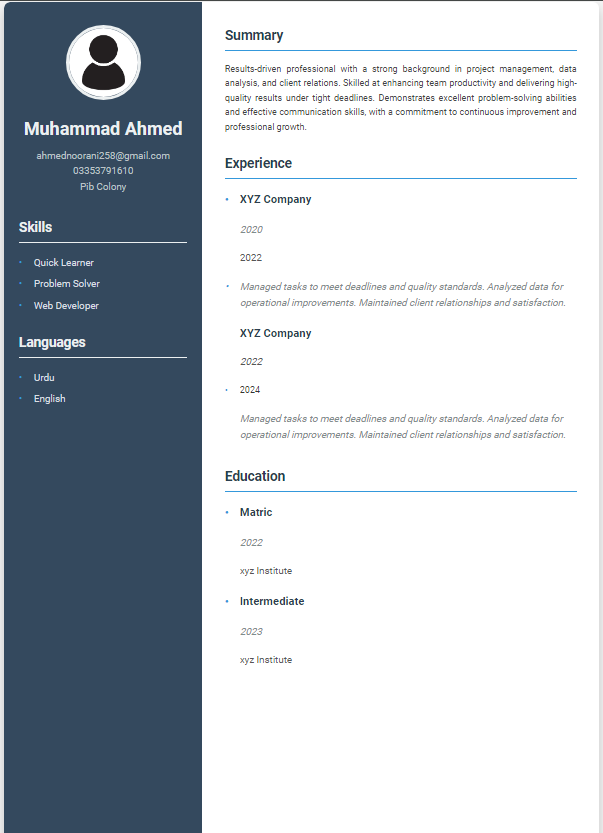 Muhammad Ahmed
ahmednoorani258@gmail.com
03353791610
Pib Colony
Skills
Quick Learner
Problem Solver
Web Developer
Languages
Urdu
English
Summary
Results-driven professional with a strong background in project management, data
analysis, and client relations. Skilled at enhancing team productivity and delivering high-
quality results under tight deadlines. Demonstrates excellent problem-solving abilities
and effective communication skills, with a commitment to continuous improvement and
professional growth.
Experience
XYZ Company
2020
2022
Managed tasks to meet deadlines and quality standards. Analyzed data for
operational improvements. Maintained client relationships and satisfaction.
XYZ Company
2022
2024
Managed tasks to meet deadlines and quality standards. Analyzed data for
operational improvements. Maintained client relationships and satisfaction.
Education
Matric
2022
xyz Institute
Intermediate
2023
xyz Institute